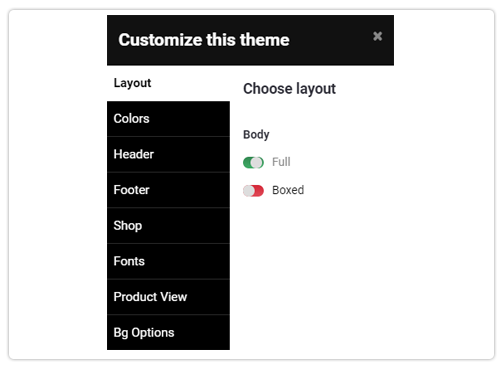 Customize this theme
Layout
Colors
Header
Footer
Shop
Fonts
Product View
Bg Options
Choose layout
Body
Full
Boxed